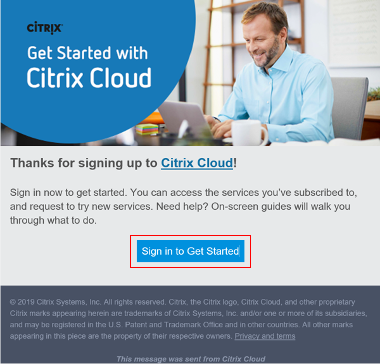 CİTRIX
Get Started with
Citrix Cloud
Thanks for signing up to Citrix Cloud!
Sign in now to get started. You can access the services you've subscribed to,
and request to try new services. Need help? On-screen guides will walk you
through what to do.
Sign in to Get Started
© 2019 Citrix Systems, Inc. All rights reserved. Citrix, the Citrix logo, Citrix Cloud, and other proprietary
Citrix marks appearing herein are trademarks of Citrix Systems, Inc. and/or one or more of its subsidiaries,
and may be registered in the U.S. Patent and Trademark Office and in other countries. All other marks
appearing in this piece are the property of their respective owners. Privacy and terms
This message was sent from Citrix Cloud